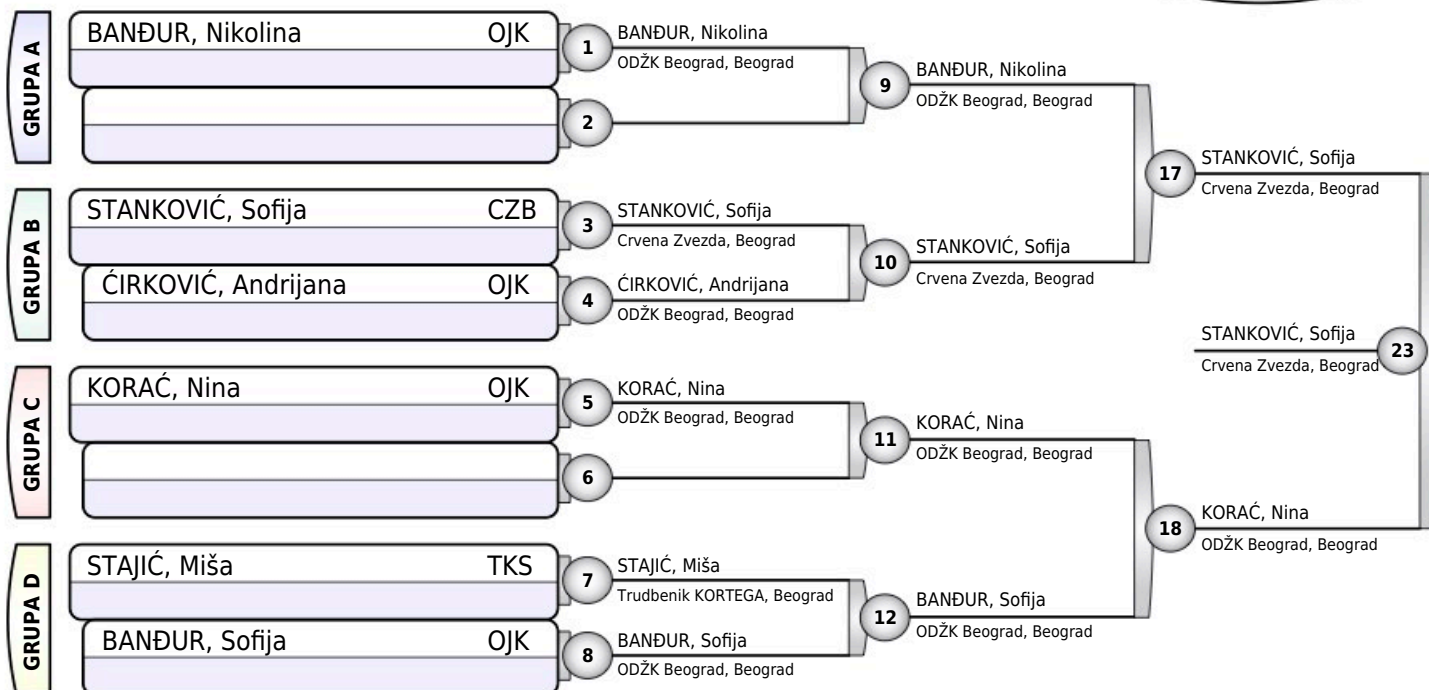 GRUPA A
BANĐUR, Nikolina OJK
1
BANĐUR, Nikolina
ODŽK Beograd, Beograd
2
9
BANĐUR, Nikolina
ODŽK Beograd, Beograd
GRUPA B
STANKOVIĆ, Sofija CZB
3
STANKOVIĆ, Sofija
Crvena Zvezda, Beograd
ĆIRKOVIĆ, Andrijana OJK
4
ĆIRKOVIĆ, Andrijana
ODŽK Beograd, Beograd
10
STANKOVIĆ, Sofija
Crvena Zvezda, Beograd
17
STANKOVIĆ, Sofija
Crvena Zvezda, Beograd
STANKOVIĆ, Sofija
Crvena Zvezda, Beograd
23
GRUPA C
KORAĆ, Nina OJK
5
KORAĆ, Nina
ODŽK Beograd, Beograd
6
11
KORAĆ, Nina
ODŽK Beograd, Beograd
18
KORAĆ, Nina
ODŽK Beograd, Beograd
GRUPA D
STAJIĆ, Miša TKS
7
STAJIĆ, Miša
Trudbenik KORTEGA, Beograd
BANĐUR, Sofija OJK
8
BANĐUR, Sofija
ODŽK Beograd, Beograd
12
BANĐUR, Sofija
ODŽK Beograd, Beograd